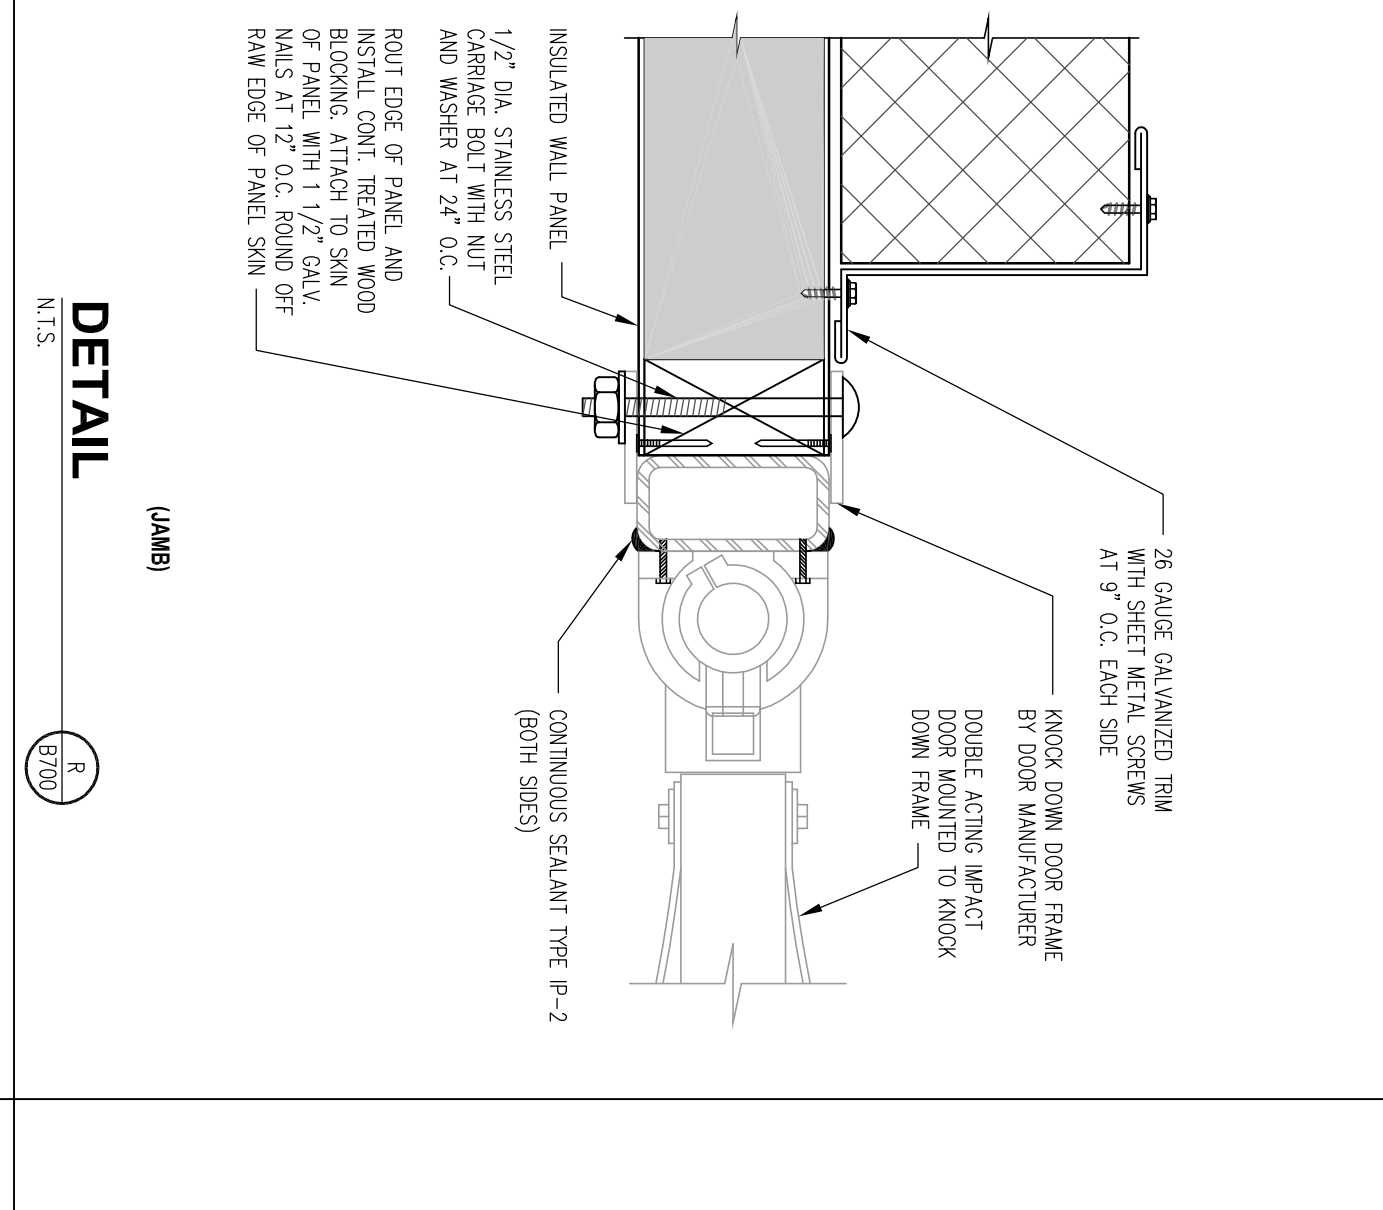 INSULATED WALL PANEL
1/2" DIA. STAINLESS STEEL
CARRIAGE BOLT WITH NUT
AND WASHER AT 24" O.C.
ROUT EDGE OF PANEL AND
INSTALL CONT. TREATED WOOD
BLOCKING. ATTACH TO SKIN
OF PANEL WITH 1 1/2" GALV.
NAILS AT 12" O.C. ROUND OFF
RAW EDGE OF PANEL SKIN
26 GAUGE GALVANIZED TRIM
WITH SHEET METAL SCREWS
AT 9" O.C. EACH SIDE
KNOCK DOWN DOOR FRAME
BY DOOR MANUFACTURER
DOUBLE ACTING IMPACT
DOOR MOUNTED TO KNOCK
DOWN FRAME
CONTINUOUS SEALANT TYPE IP-2
(BOTH SIDES)
(JAMB)
DETAIL
N.T.S.
R
B700